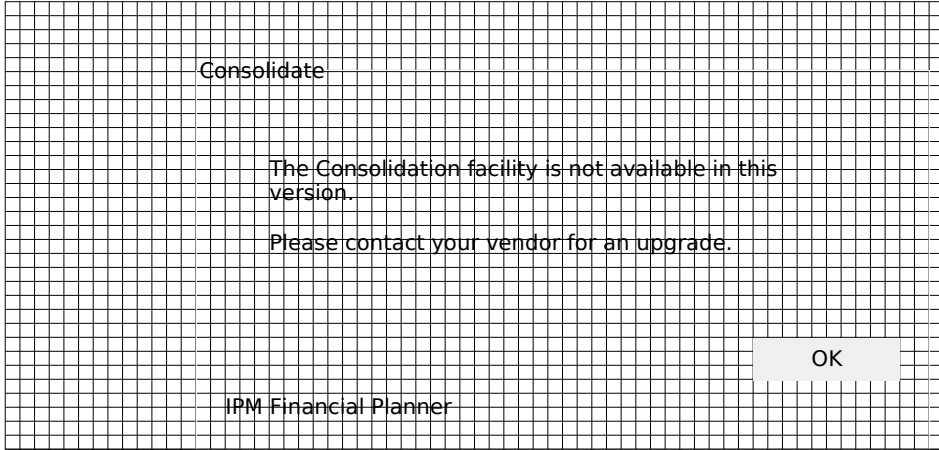 Consolidate
The Consolidation facility is not available in this
version.
Please contact your vendor for an upgrade.
OK
IPM Financial Planner